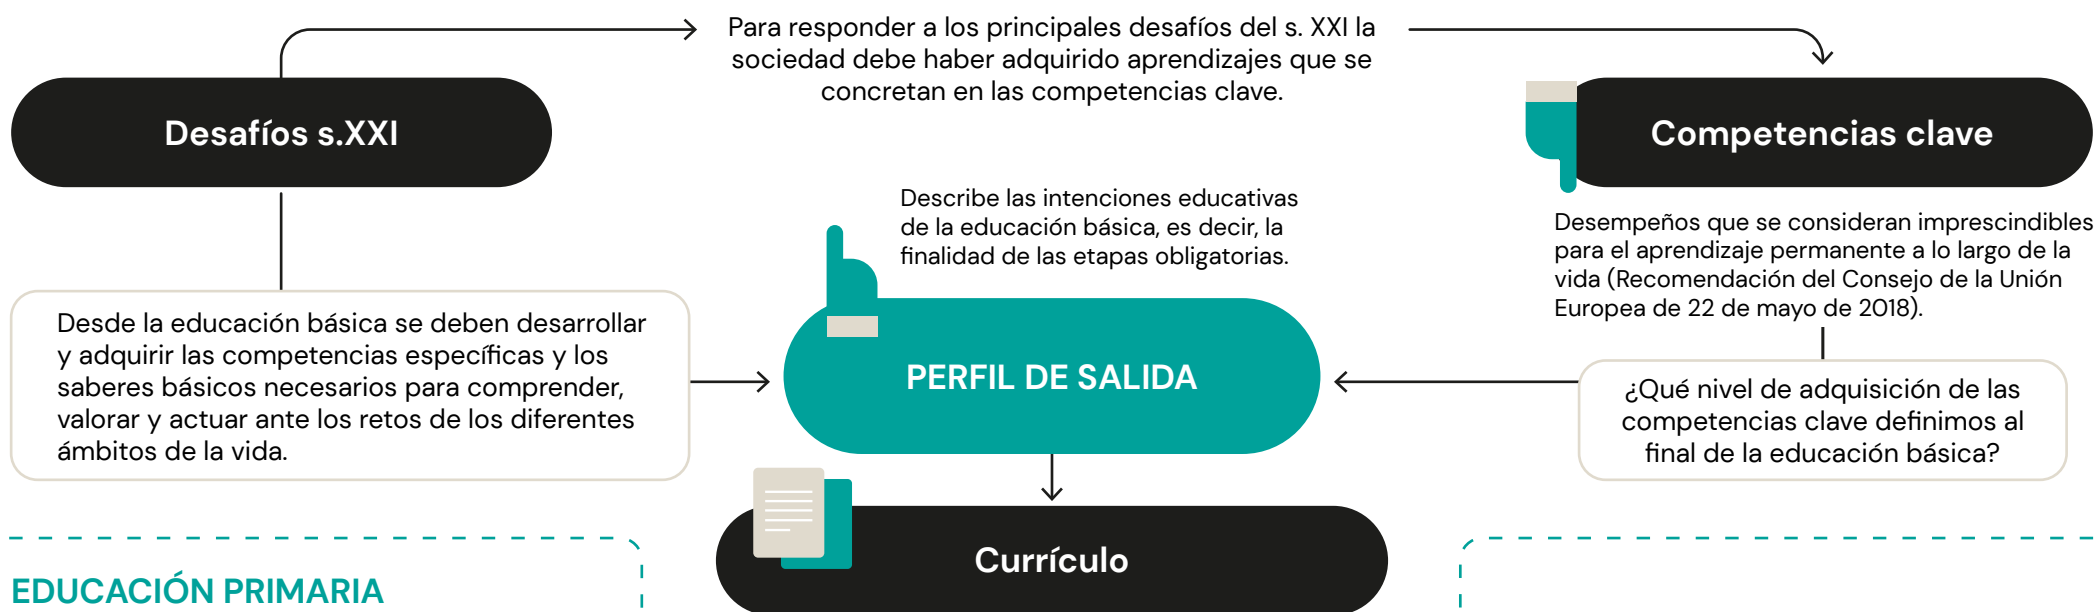 Para responder a los principales desafíos del s. XXI la
sociedad debe haber adquirido aprendizajes que se
concretan en las competencias clave.
Desafíos s.XXI
Competencias clave
Describe las intenciones educativas
de la educación básica, es decir, la
finalidad de las etapas obligatorias.
Desempeños que se consideran imprescindibles
para el aprendizaje permanente a lo largo de la
vida (Recomendación del Consejo de la Unión
Europea de 22 de mayo de 2018).
Desde la educación básica se deben desarrollar
y adquirir las competencias específicas y los
saberes básicos necesarios para comprender,
valorar y actuar ante los retos de los diferentes
ámbitos de la vida.
PERFIL DE SALIDA
¿Qué nivel de adquisición de las
competencias clave definimos al
final de la educación básica?
Currículo
EDUCACIÓN PRIMARIA